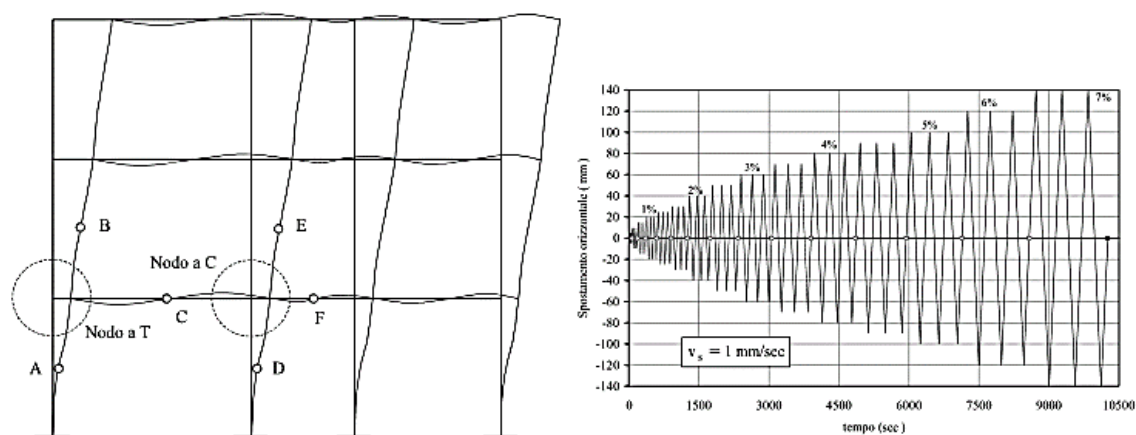 B
E
Nodo a C
C
F
Nodo a T
A
D
Spostamento orizzontale ( mm)
140
120
100
80
60
40
20
0
-20
-40
-60
-80
-100
-120
-140
1%
2%
3%
4%
5%
6%
7%
v_s = 1 mm/sec
0 1500 3000 4500 6000 7500 9000 10500
tempo (sec )